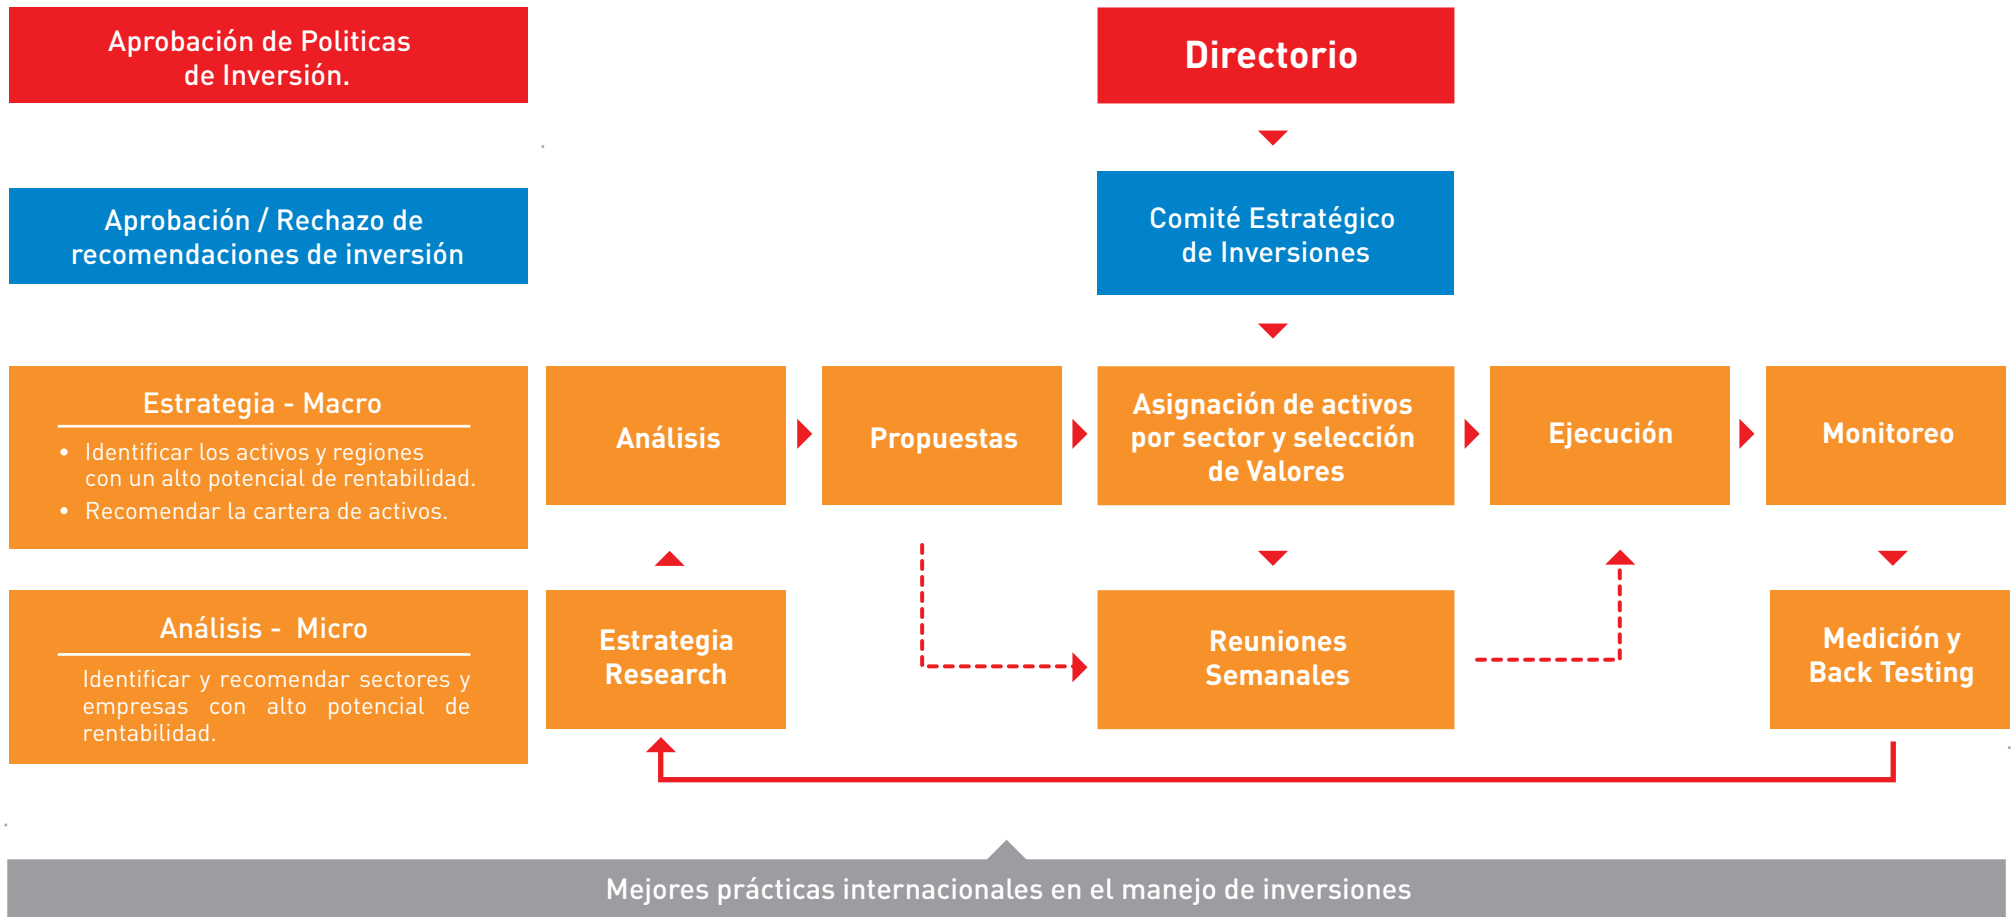 Aprobación de Politicas
de Inversión.
Directorio
Aprobación / Rechazo de
recomendaciones de inversión
Comité Estratégico
de Inversiones
Estrategia - Macro
• Identificar los activos y regiones
con un alto potencial de rentabilidad.
• Recomendar la cartera de activos.
Análisis
Propuestas
Asignación de activos
por sector y selección
de Valores
Ejecución
Monitoreo
Análisis - Micro
Identificar y recomendar sectores y
empresas con alto potencial de
rentabilidad.
Estrategia
Research
Reuniones
Semanales
Medición y
Back Testing
Mejores prácticas internacionales en el manejo de inversiones